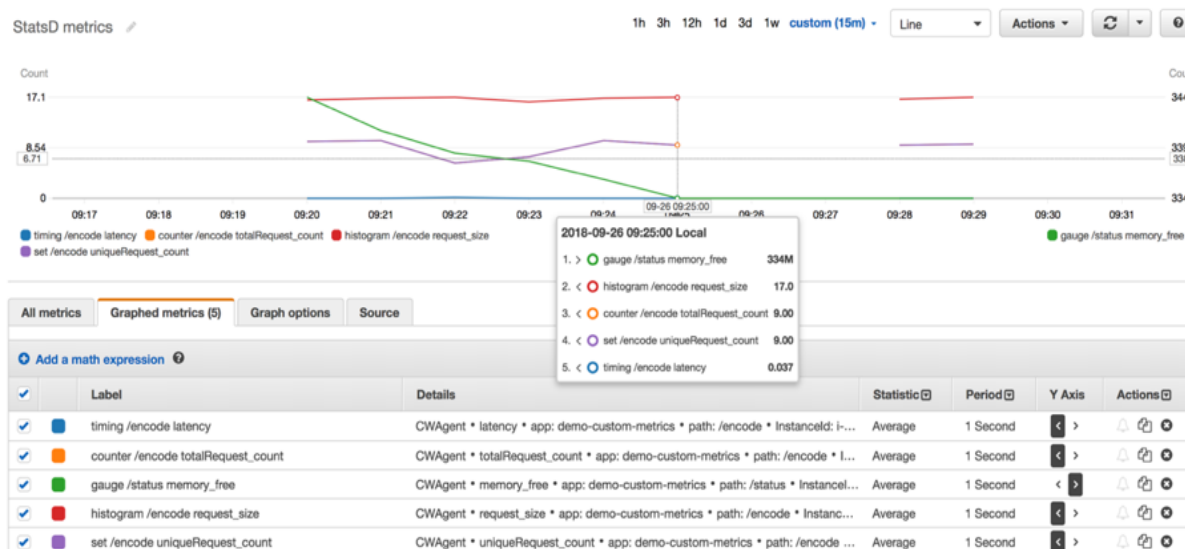 StatsD metrics
1h 3h 12h 1d 3d 1w custom (15m) Line Actions
Count
17.1 344
8.54 339
6.71
0 334
09:17 09:18 09:19 09:20 09:21 09:22 09:23 09:24 09-26 09:25:00 09:26 09:27 09:28 09:29 09:30 09:31
timing /encode latency counter /encode totalRequest_count histogram /encode request_size gauge /status memory_free
set /encode uniqueRequest_count
2018-09-26 09:25:00 Local
1. > gauge /status memory_free 334M
2. < histogram /encode request_size 17.0
3. < counter /encode totalRequest_count 9.00
4. < set /encode uniqueRequest_count 9.00
5. < timing /encode latency 0.037
All metrics Graphed metrics (5) Graph options Source
Add a math expression
Label Details Statistic Period Y Axis Actions
timing /encode latency CWAgent • latency • app: demo-custom-metrics • path: /encode • InstanceId: i-... Average 1 Second < >
counter /encode totalRequest_count CWAgent • totalRequest_count • app: demo-custom-metrics • path: /encode • I... Average 1 Second < >
gauge /status memory_free CWAgent • memory_free • app: demo-custom-metrics • path: /status • InstanceI... Average 1 Second < >
histogram /encode request_size CWAgent • request_size • app: demo-custom-metrics • path: /encode • Instanc... Average 1 Second < >
set /encode uniqueRequest_count CWAgent • uniqueRequest_count • app: demo-custom-metrics • path: /encode ... Average 1 Second < >